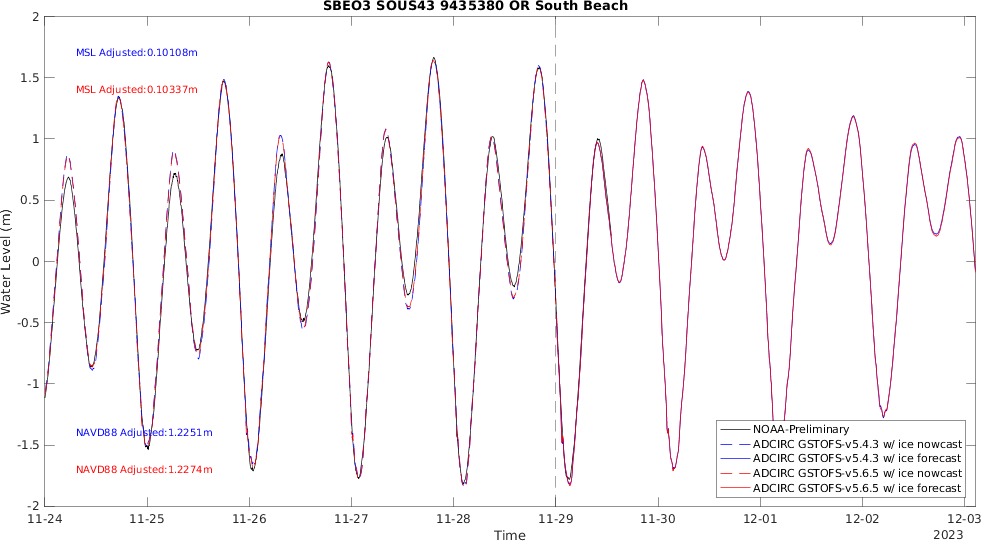 SBEO3 SOUS43 9435380 OR South Beach
2
1.5
1
0.5
0
-0.5
-1
-1.5
-2
Water Level (m)
MSL Adjusted:0.10108m
MSL Adjusted:0.10337m
NAVD88 Adjusted:1.2251m
NAVD88 Adjusted:1.2274m
NOAA-Preliminary
ADCIRC GSTOFS-v5.4.3 w/ ice nowcast
ADCIRC GSTOFS-v5.4.3 w/ ice forecast
ADCIRC GSTOFS-v5.6.5 w/ ice nowcast
ADCIRC GSTOFS-v5.6.5 w/ ice forecast
11-24 11-25 11-26 11-27 11-28 11-29 11-30 12-01 12-02 12-03
2023
Time